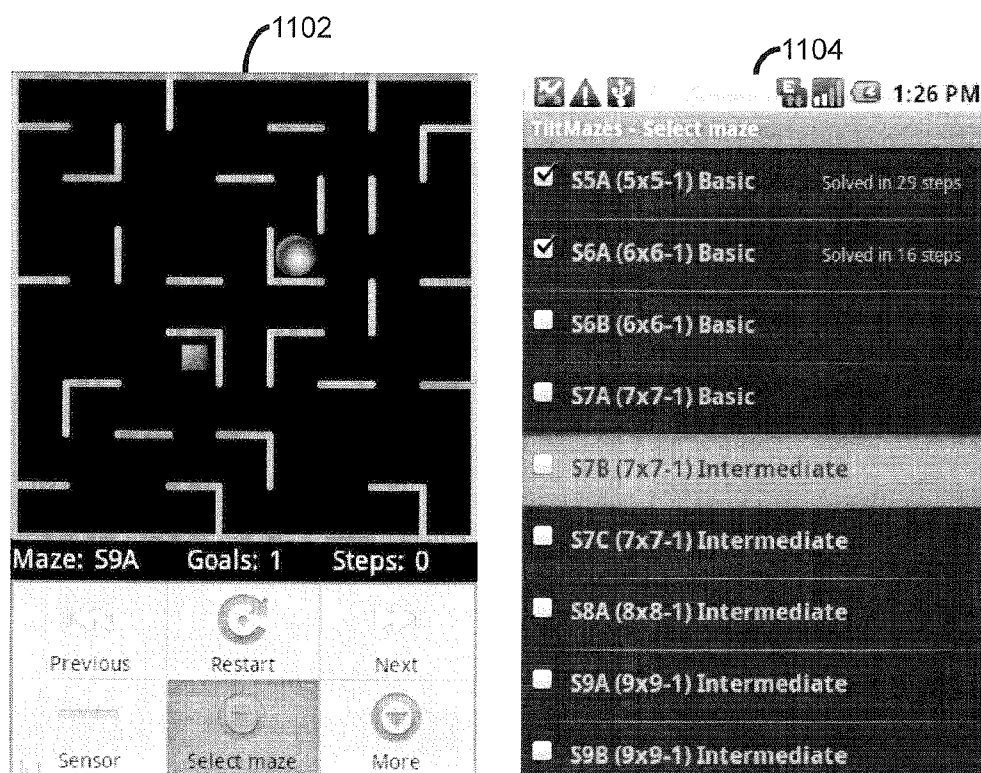 1102
Maze: S9A Goals: 1 Steps: 0
Previous Restart Next
Sensor Select maze More
1104
1:26 PM
TiltMazes - Select maze
S5A (5x5-1) Basic Solved in 29 steps
S6A (6x6-1) Basic Solved in 16 steps
S6B (6x6-1) Basic
S7A (7x7-1) Basic
S7B (7x7-1) Intermediate
S7C (7x7-1) Intermediate
S8A (8x8-1) Intermediate
S9A (9x9-1) Intermediate
S9B (9x9-1) Intermediate